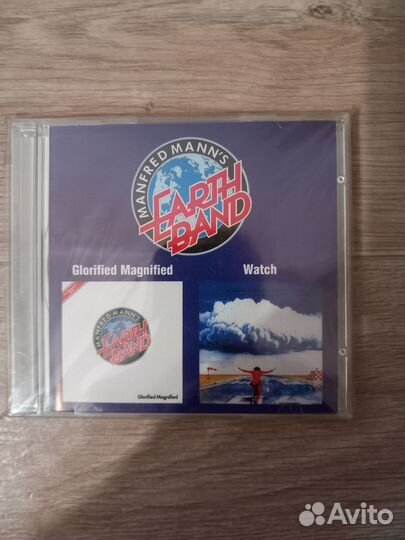 MANFRED MANN'S
EARTH
BAND
Glorified Magnified
Watch
MANFRED MANN'S
EARTH
BAND
Glorified Magnified
Avito